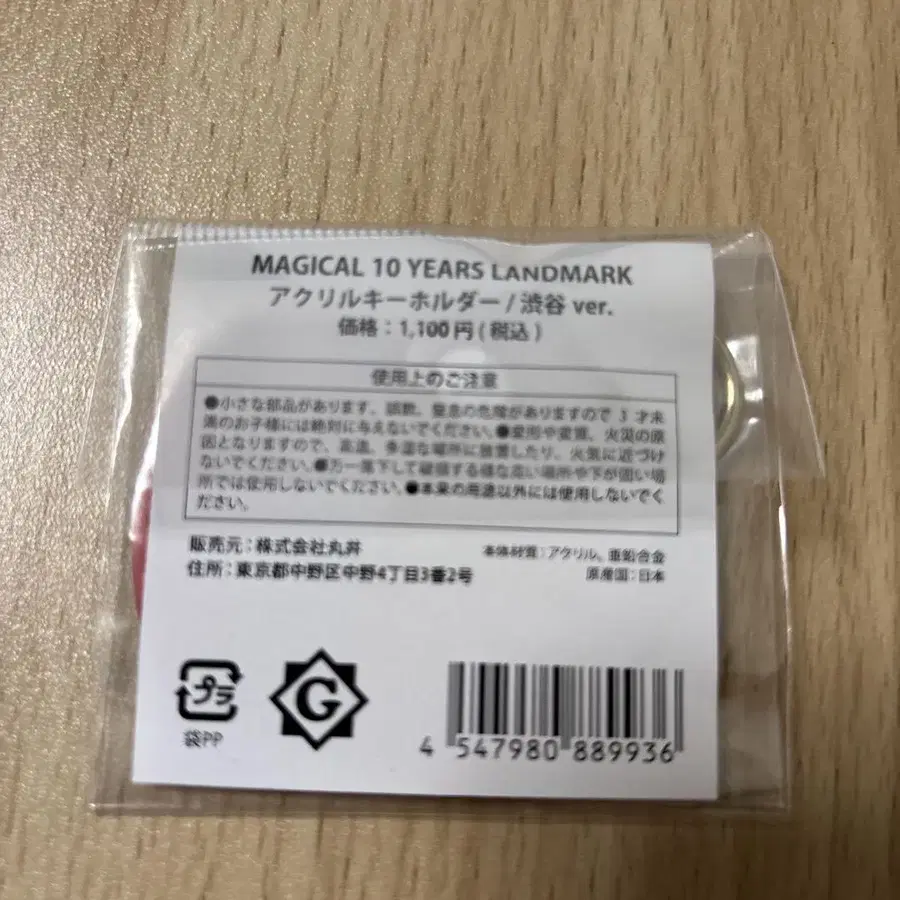 MAGICAL 10 YEARS LANDMARK
アクリルキーホルダー / 渋谷 ver.
価格 : 1,100円 ( 税込 )
使用上のご注意
●小さな部品があります。誤飲、窒息の危険がありますので 3 才未
満のお子様には絶対に与えないでください。●変形や変質、火災の原
因となりますので、高温、多湿な場所に放置したり、火気に近づけ
ないでください。●万一落下して破損する様な高い場所や下が固い場
所では使用しないでください。●本来の用途以外には使用しないでく
ださい。
販売元 : 株式会社丸井
本体材質 : アクリル、亜鉛合金
住所 : 東京都中野区中野4丁目3番2号
原産国 : 日本
プラ
袋PP
G
4 547980 889936